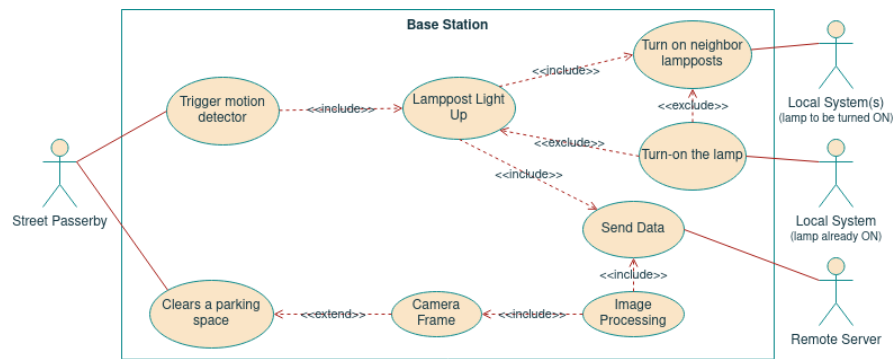 Base Station
Turn on neighbor
lampposts
<<include>>
Trigger motion
detector
<<include>>
Lamppost Light
Up
<<exclude>>
Local System(s)
(lamp to be turned ON)
<<exclude>>
Turn-on the lamp
<<include>>
Street Passerby
Send Data
Local System
(lamp already ON)
<<include>>
Clears a parking
space
<<extend>>
Camera
Frame
<<include>>
Image
Processing
Remote Server